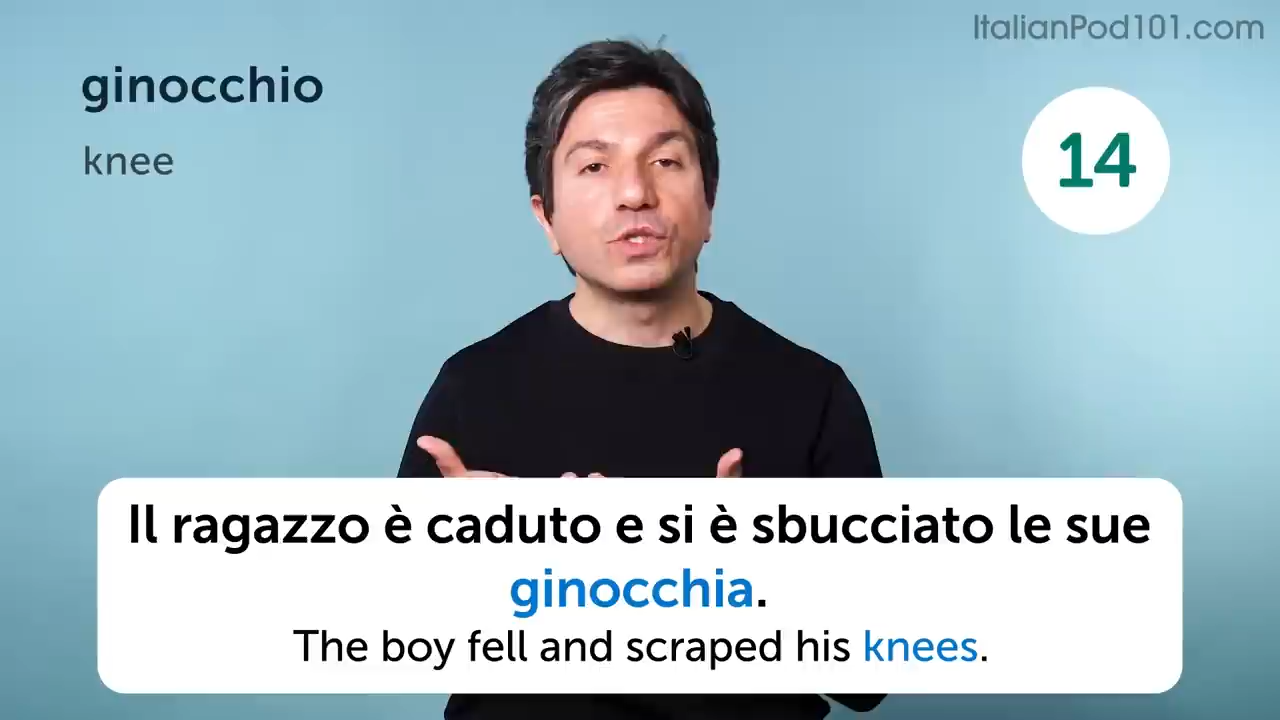 ItalianPod101.com
ginocchio
knee
14
Il ragazzo è caduto e si è sbucciato le sue
ginocchia.
The boy fell and scraped his knees.